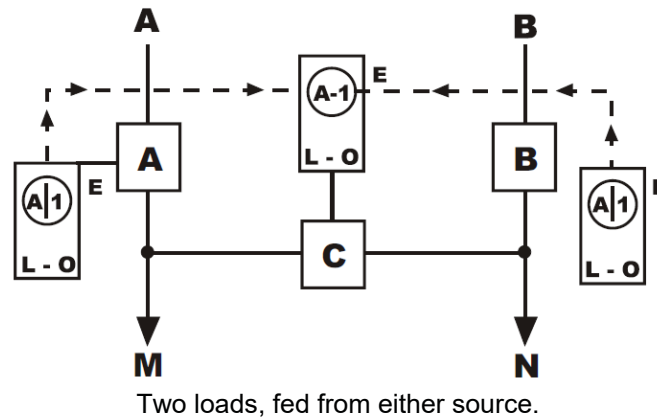 A
B
A-1
E
L - O
A
B
A|1
E
L - O
A|1
L - O
C
M
N
Two loads, fed from either source.